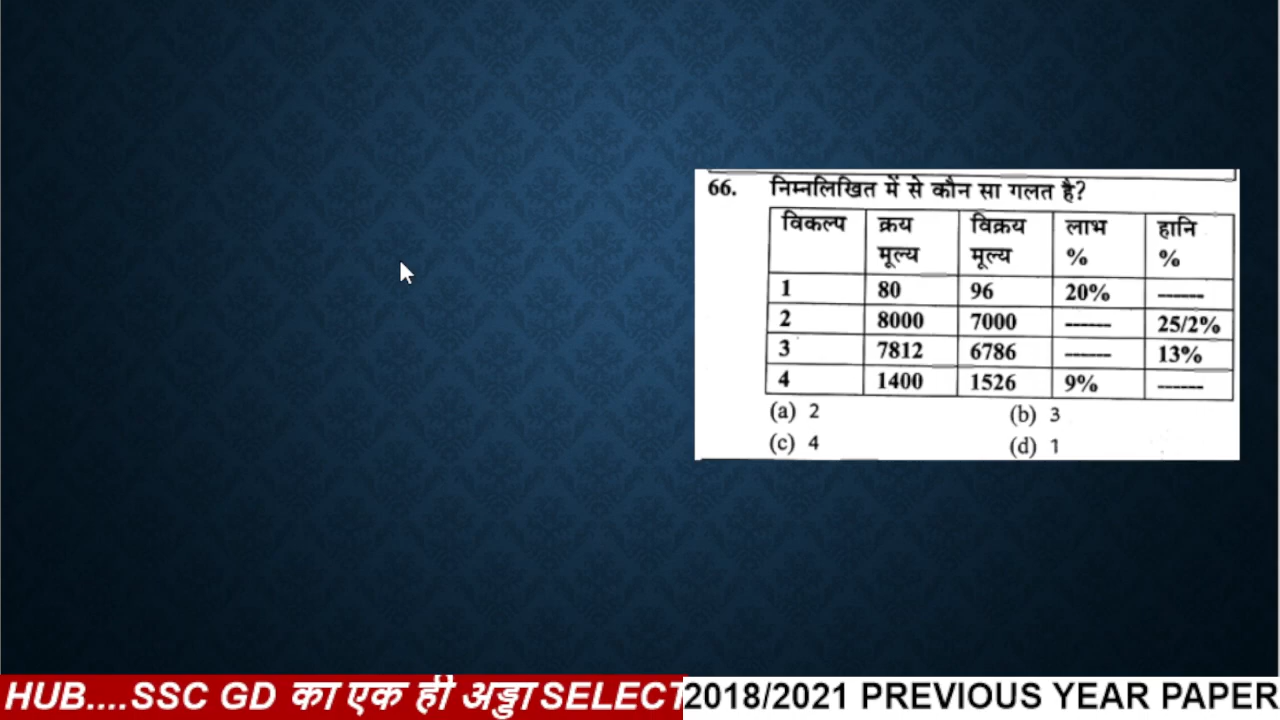 66. निम्नलिखित में से कौन सा गलत है?
विकल्प क्रय मूल्य विक्रय मूल्य लाभ % हानि %
1 80 96 20% ------
2 8000 7000 ------ 25/2%
3 7812 6786 ------ 13%
4 1400 1526 9% ------
(a) 2 (b) 3
(c) 4 (d) 1
HUB....SSC GD का एक ही अड्डा SELECT
2018/2021 PREVIOUS YEAR PAPER